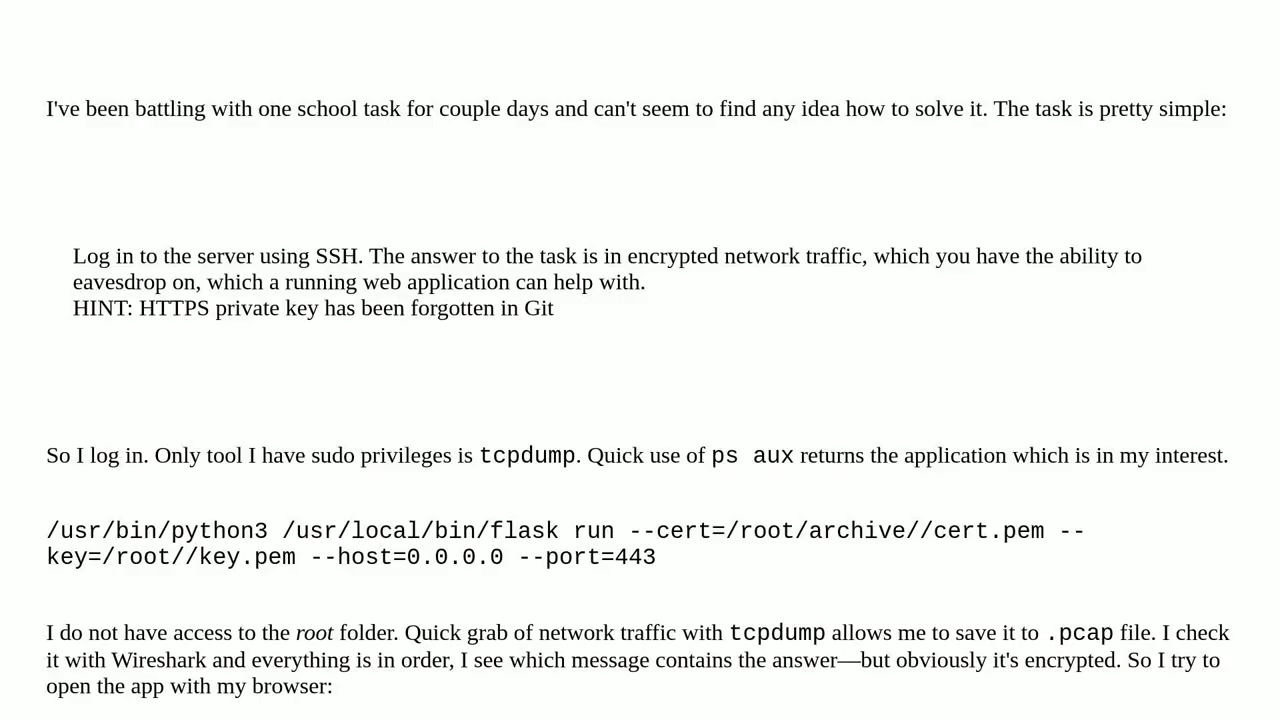 I've been battling with one school task for couple days and can't seem to find any idea how to solve it. The task is pretty simple:
Log in to the server using SSH. The answer to the task is in encrypted network traffic, which you have the ability to
eavesdrop on, which a running web application can help with.
HINT: HTTPS private key has been forgotten in Git
So I log in. Only tool I have sudo privileges is tcpdump. Quick use of ps aux returns the application which is in my interest.
/usr/bin/python3 /usr/local/bin/flask run --cert=/root/archive//cert.pem --
key=/root//key.pem --host=0.0.0.0 --port=443
I do not have access to the root folder. Quick grab of network traffic with tcpdump allows me to save it to .pcap file. I check
it with Wireshark and everything is in order, I see which message contains the answer—but obviously it's encrypted. So I try to
open the app with my browser: